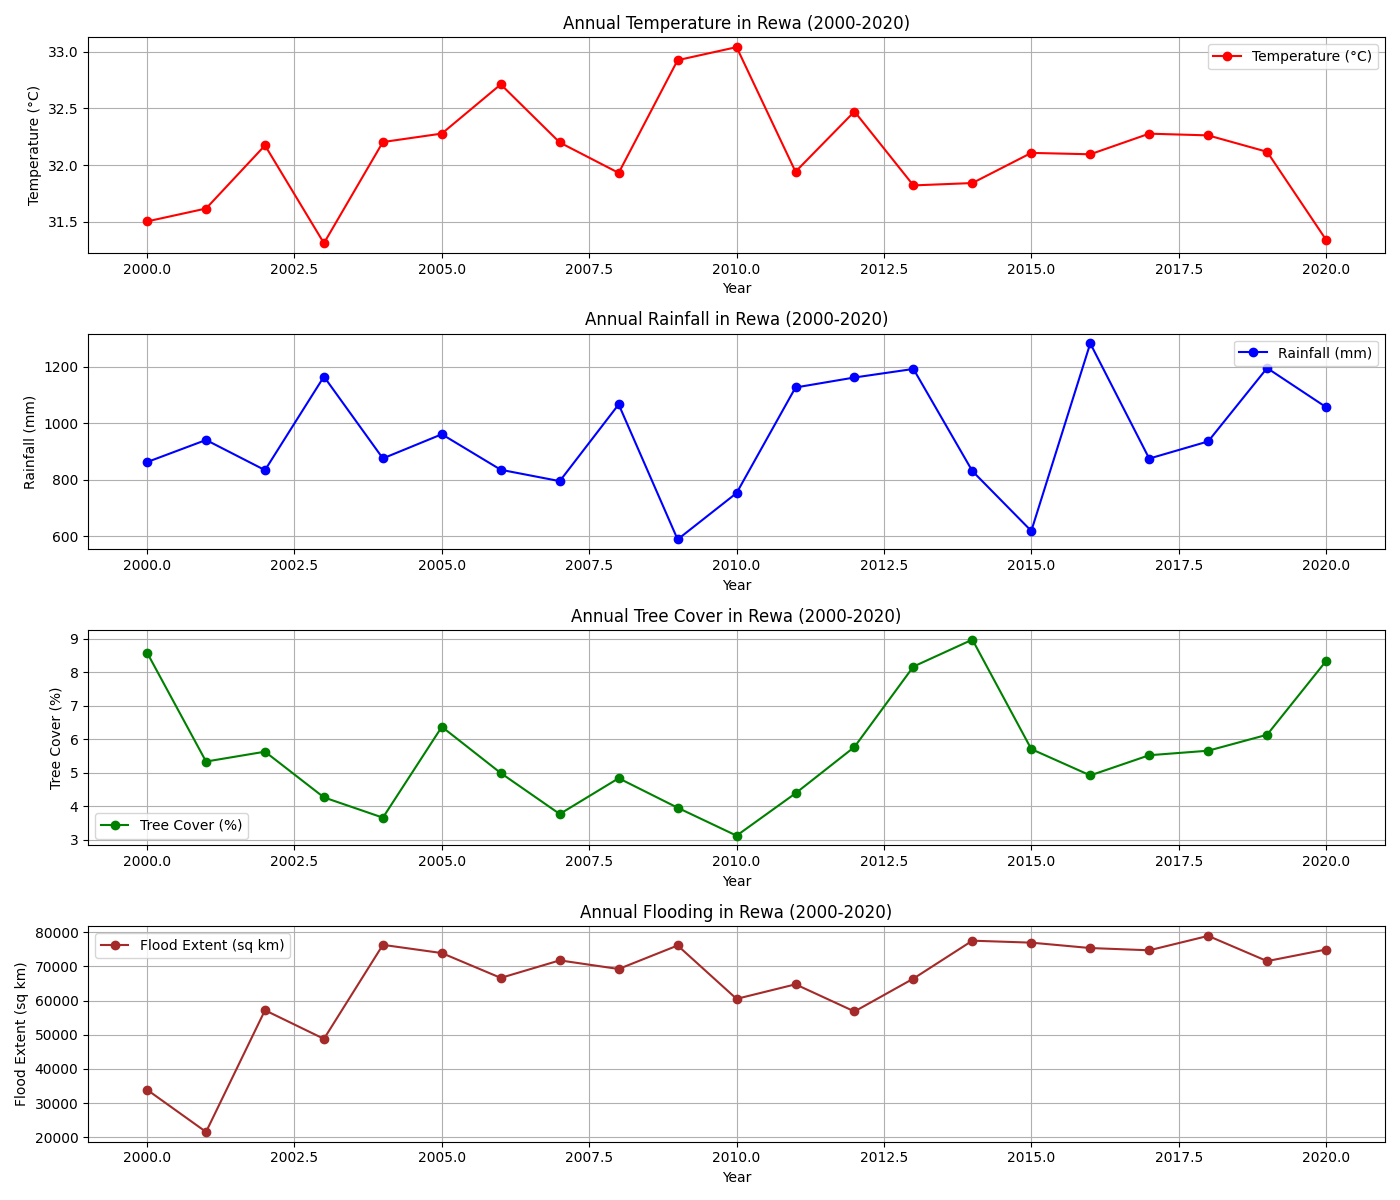 Annual Temperature in Rewa (2000-2020)
Temperature (°C)
33.0
32.5
32.0
31.5
Temperature (°C)
2000.0 2002.5 2005.0 2007.5 2010.0 2012.5 2015.0 2017.5 2020.0
Year
Annual Rainfall in Rewa (2000-2020)
Rainfall (mm)
1200
1000
800
600
Rainfall (mm)
2000.0 2002.5 2005.0 2007.5 2010.0 2012.5 2015.0 2017.5 2020.0
Year
Annual Tree Cover in Rewa (2000-2020)
9
8
7
6
5
4
3
Tree Cover (%)
Tree Cover (%)
2000.0 2002.5 2005.0 2007.5 2010.0 2012.5 2015.0 2017.5 2020.0
Year
Annual Flooding in Rewa (2000-2020)
Flood Extent (sq km)
80000
70000
60000
50000
40000
30000
20000
Flood Extent (sq km)
2000.0 2002.5 2005.0 2007.5 2010.0 2012.5 2015.0 2017.5 2020.0
Year